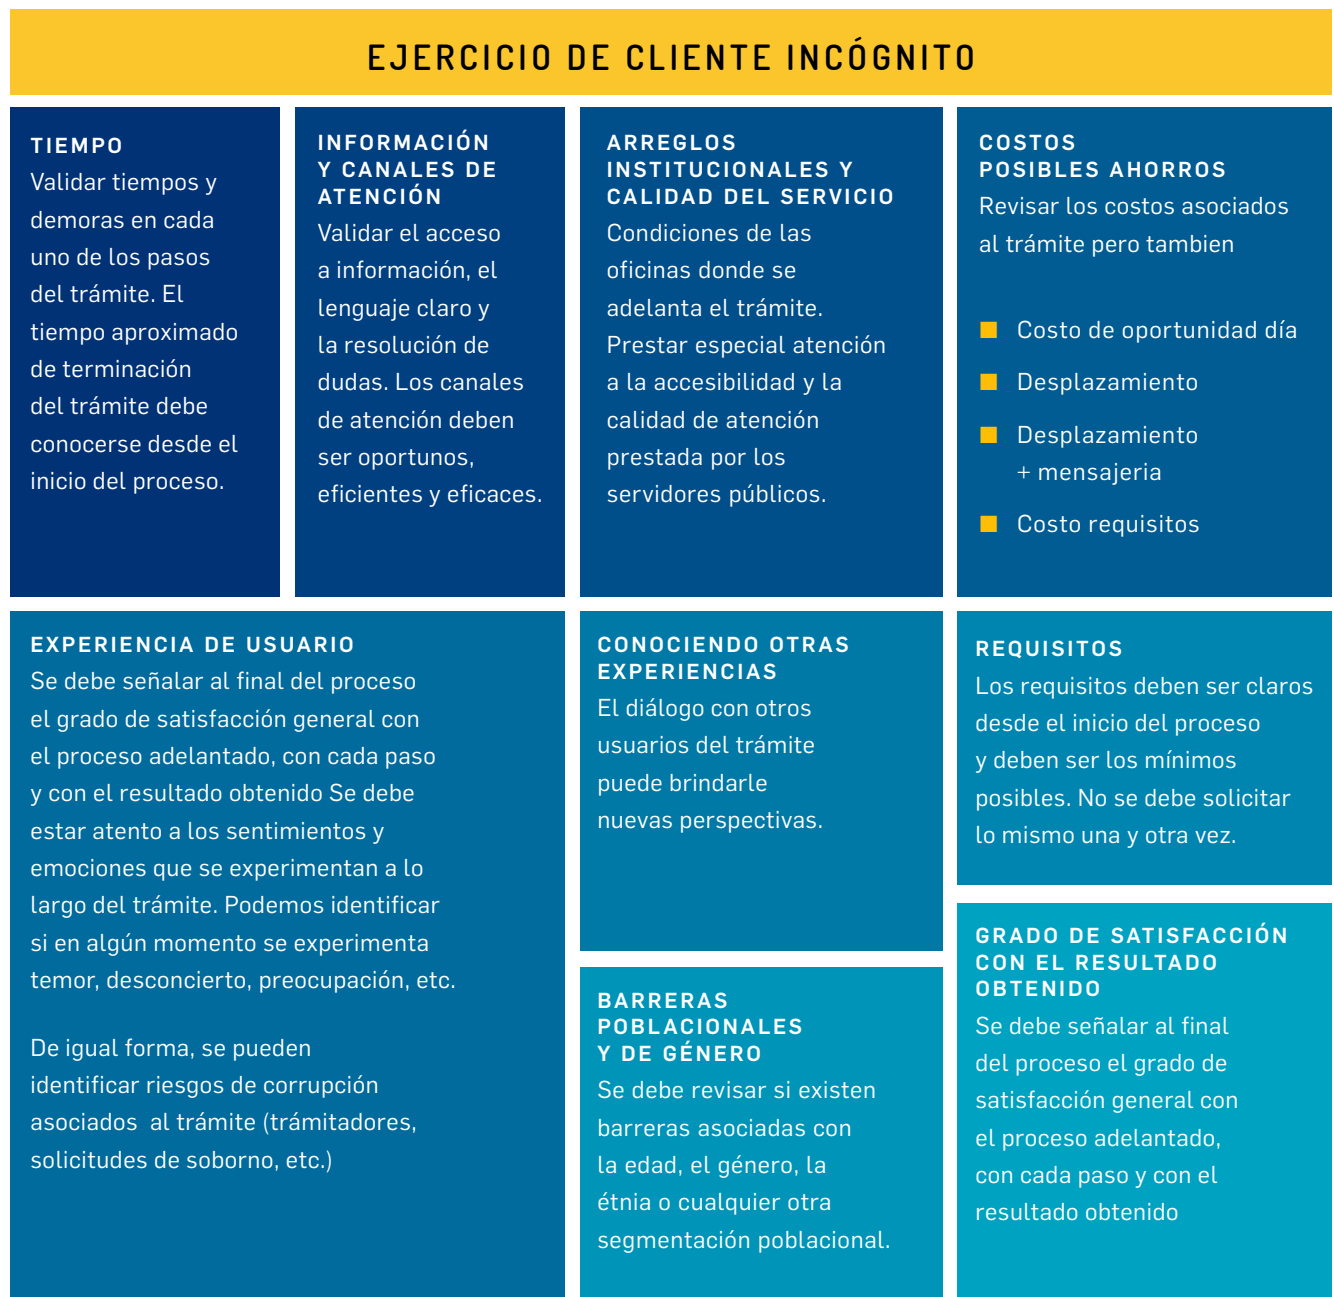 EJERCICIO DE CLIENTE INCÓGNITO
TIEMPO
Validar tiempos y
demoras en cada
uno de los pasos
del trámite. El
tiempo aproximado
de terminación
del trámite debe
conocerse desde el
inicio del proceso.
INFORMACIÓN
Y CANALES DE
ATENCIÓN
Validar el acceso
a información, el
lenguaje claro y
la resolución de
dudas. Los canales
de atención deben
ser oportunos,
eficientes y eficaces.
ARREGLOS
INSTITUCIONALES Y
CALIDAD DEL SERVICIO
Condiciones de las
oficinas donde se
adelanta el trámite.
Prestar especial atención
a la accesibilidad y la
calidad de atención
prestada por los
servidores públicos.
COSTOS
POSIBLES AHORROS
Revisar los costos asociados
al trámite pero tambien
■ Costo de oportunidad día
■ Desplazamiento
■ Desplazamiento
+ mensajeria
■ Costo requisitos
EXPERIENCIA DE USUARIO
Se debe señalar al final del proceso
el grado de satisfacción general con
el proceso adelantado, con cada paso
y con el resultado obtenido Se debe
estar atento a los sentimientos y
emociones que se experimentan a lo
largo del trámite. Podemos identificar
si en algún momento se experimenta
temor, desconcierto, preocupación, etc.
De igual forma, se pueden
identificar riesgos de corrupción
asociados  al trámite (trámitadores,
solicitudes de soborno, etc.)
CONOCIENDO OTRAS
EXPERIENCIAS
El diálogo con otros
usuarios del trámite
puede brindarle
nuevas perspectivas.
BARRERAS
POBLACIONALES
Y DE GÉNERO
Se debe revisar si existen
barreras asociadas con
la edad, el género, la
étnia o cualquier otra
segmentación poblacional.
REQUISITOS
Los requisitos deben ser claros
desde el inicio del proceso
y deben ser los mínimos
posibles. No se debe solicitar
lo mismo una y otra vez.
GRADO DE SATISFACCIÓN
CON EL RESULTADO
OBTENIDO
Se debe señalar al final
del proceso el grado de
satisfacción general con
el proceso adelantado,
con cada paso y con el
resultado obtenido